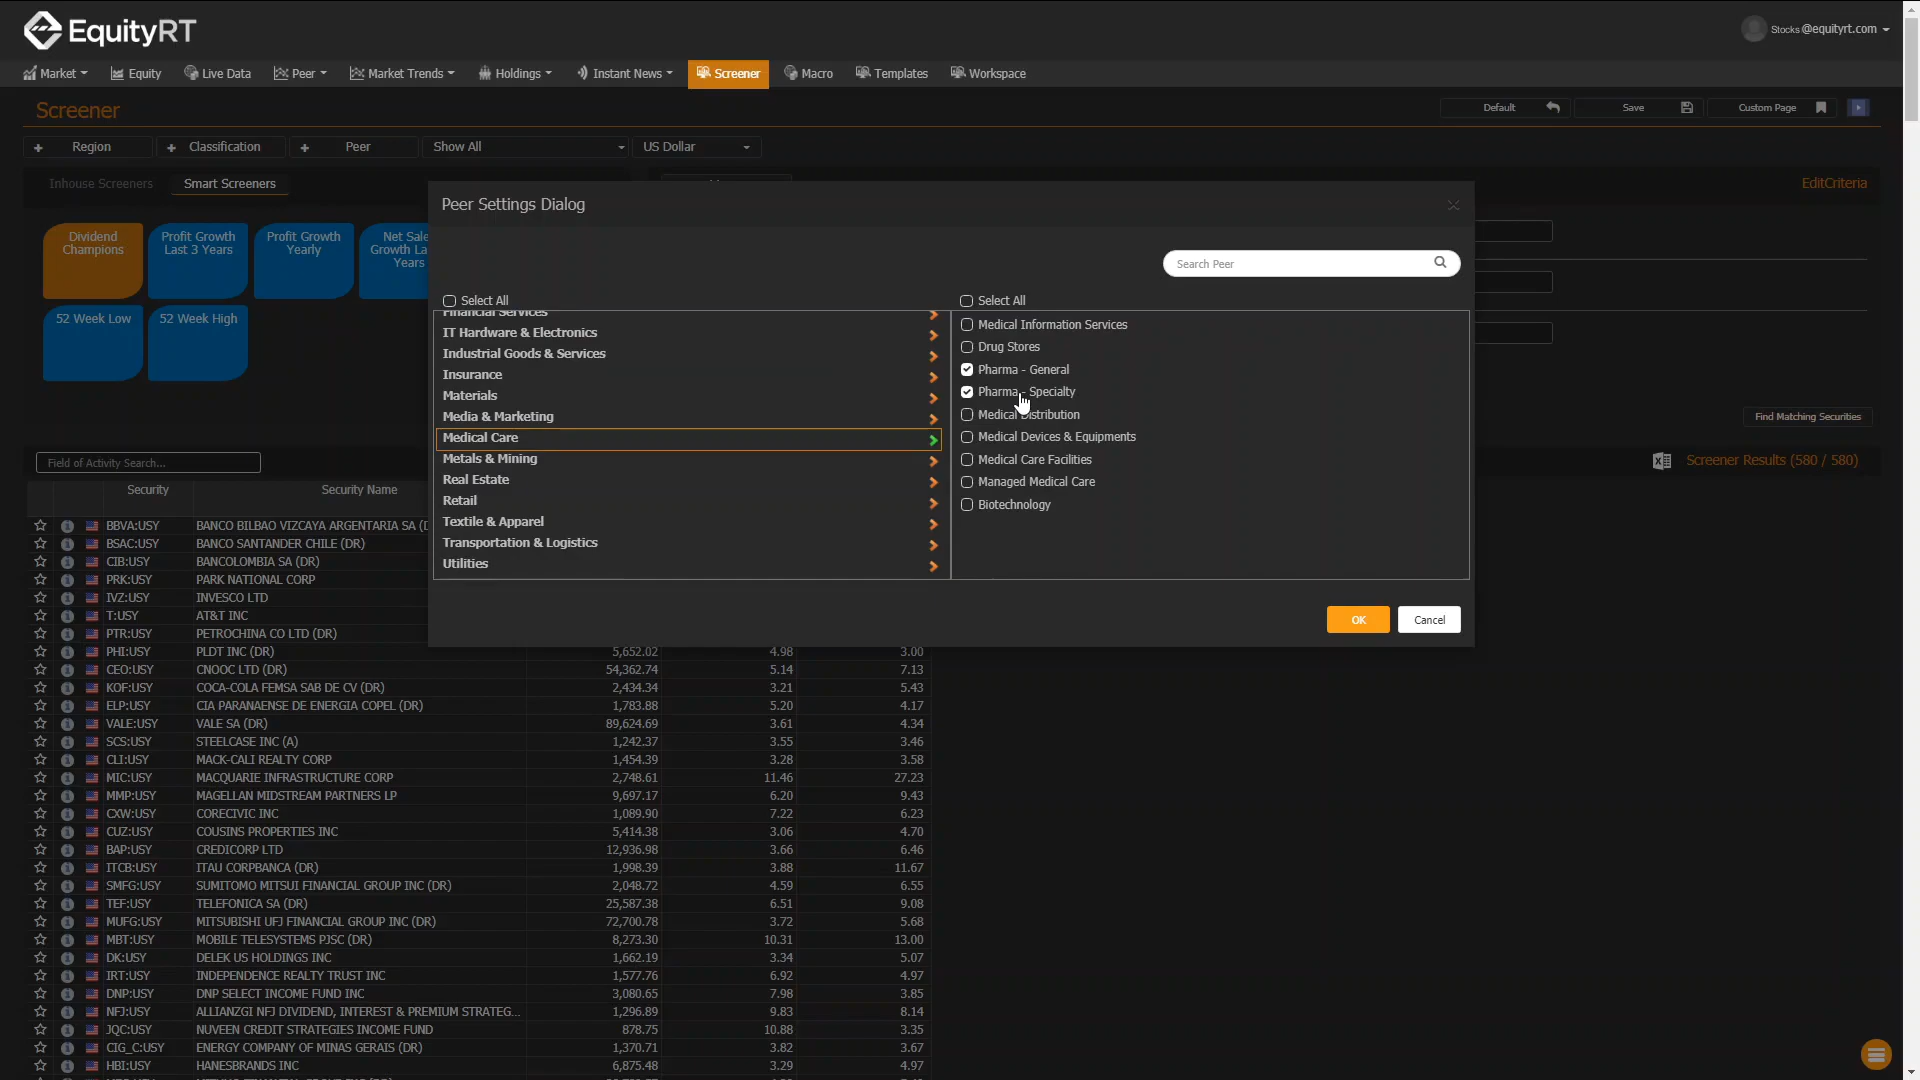 EquityRT
Stocks@equityrt.com
Market
Equity
Live Data
Peer
Market Trends
Holdings
Instant News
Screener
Macro
Templates
Workspace
Screener
Default
Save
Custom Page
+ Region
+ Classification
+ Peer
Show All
US Dollar
Inhouse Screeners
Smart Screeners
EditCriteria
Dividend
Champions
Profit Growth
Last 3 Years
Profit Growth
Yearly
Net Sale
Growth La
Years
52 Week Low
52 Week High
Peer Settings Dialog
Search Peer
Select All
Financial Services
IT Hardware & Electronics
Industrial Goods & Services
Insurance
Materials
Media & Marketing
Medical Care
Metals & Mining
Real Estate
Retail
Textile & Apparel
Transportation & Logistics
Utilities
Select All
Medical Information Services
Drug Stores
Pharma - General
Pharma - Specialty
Medical Distribution
Medical Devices & Equipments
Medical Care Facilities
Managed Medical Care
Biotechnology
OK
Cancel
Find Matching Securities
Field of Activity Search...
Screener Results (580 / 580)
Security Security Name
BBVA:USY BANCO BILBAO VIZCAYA ARGENTARIA SA (D
BSAC:USY BANCO SANTANDER CHILE (DR)
CIB:USY BANCOLOMBIA SA (DR)
PRK:USY PARK NATIONAL CORP
IVZ:USY INVESCO LTD
T:USY AT&T INC
PTR:USY PETROCHINA CO LTD (DR)
PHI:USY PLDT INC (DR) 5,652.02 4.98 3.00
CEO:USY CNOOC LTD (DR) 54,362.74 5.14 7.13
KOF:USY COCA-COLA FEMSA SAB DE CV (DR) 2,434.34 3.21 5.43
ELP:USY CIA PARANAENSE DE ENERGIA COPEL (DR) 1,783.88 5.20 4.17
VALE:USY VALE SA (DR) 89,624.69 3.61 4.34
SCS:USY STEELCASE INC (A) 1,242.37 3.55 3.46
CLI:USY MACK-CALI REALTY CORP 1,454.39 3.28 3.58
MIC:USY MACQUARIE INFRASTRUCTURE CORP 2,748.61 11.46 27.23
MMP:USY MAGELLAN MIDSTREAM PARTNERS LP 9,697.17 6.20 9.43
CXW:USY CORECIVIC INC 1,089.90 7.22 6.23
CUZ:USY COUSINS PROPERTIES INC 5,414.38 3.06 4.70
BAP:USY CREDICORP LTD 12,936.98 3.66 6.46
ITCB:USY ITAU CORPBANCA (DR) 1,998.39 3.88 11.67
SMFG:USY SUMITOMO MITSUI FINANCIAL GROUP INC (DR) 2,048.72 4.59 6.55
TEF:USY TELEFONICA SA (DR) 25,587.38 6.51 9.08
MUFG:USY MITSUBISHI UFJ FINANCIAL GROUP INC (DR) 72,700.78 3.72 5.68
MBT:USY MOBILE TELESYSTEMS PJSC (DR) 8,273.30 10.31 13.00
DK:USY DELEK US HOLDINGS INC 1,662.19 3.34 5.07
IRT:USY INDEPENDENCE REALTY TRUST INC 1,577.76 6.92 4.97
DNP:USY DNP SELECT INCOME FUND INC 3,080.65 7.98 3.85
NFJ:USY ALLIANZGI NFJ DIVIDEND, INTEREST & PREMIUM STRATEG... 1,296.89 9.83 8.14
JQC:USY NUVEEN CREDIT STRATEGIES INCOME FUND 878.75 10.88 3.35
CIG_C:USY ENERGY COMPANY OF MINAS GERAIS (DR) 1,370.71 3.82 3.67
HBI:USY HANESBRANDS INC 6,875.48 3.29 4.97